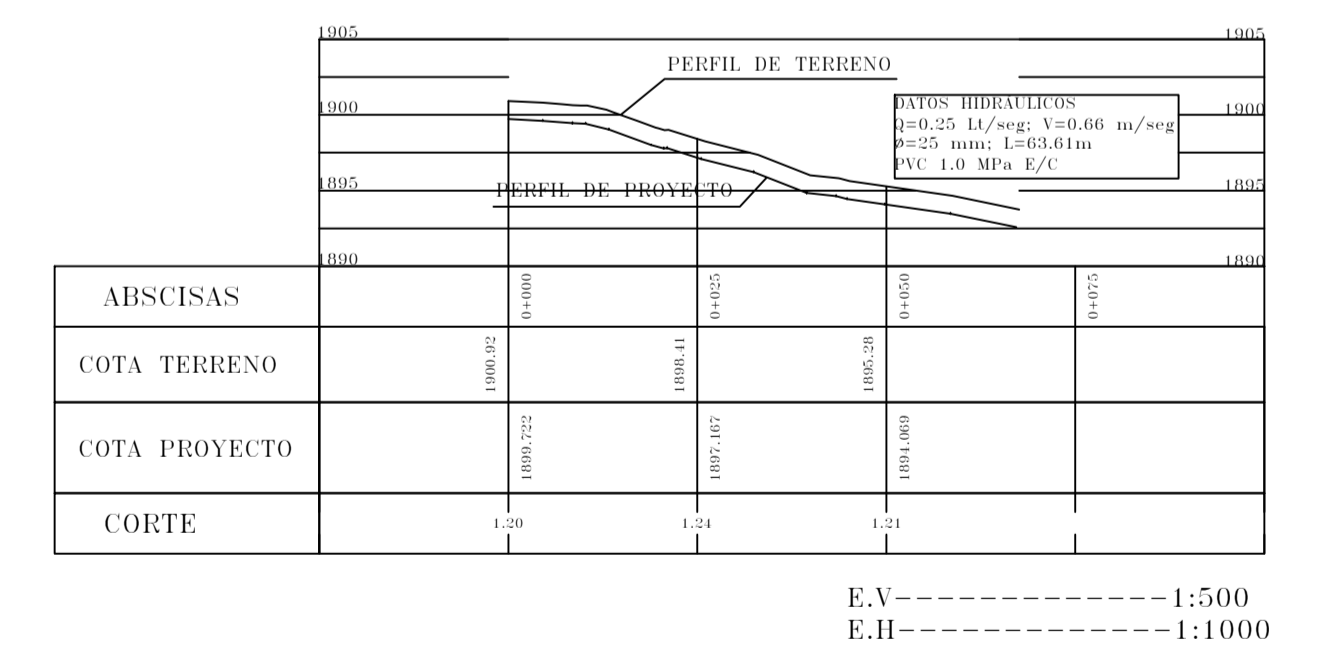 1905 1905
PERFIL DE TERRENO
1900 1900
DATOS HIDRAULICOS
Q=0.25 Lt/seg; V=0.66 m/seg
ø=25 mm; L=63.61m
PVC 1.0 MPa E/C
1895 1895
PERFIL DE PROYECTO
1890 1890
ABSCISAS 0+000 0+025 0+050 0+075
COTA TERRENO 1900.92 1898.41 1895.28
COTA PROYECTO 1899.722 1897.167 1894.069
CORTE 1.20 1.24 1.21
E.V-------------1:500
E.H-------------1:1000